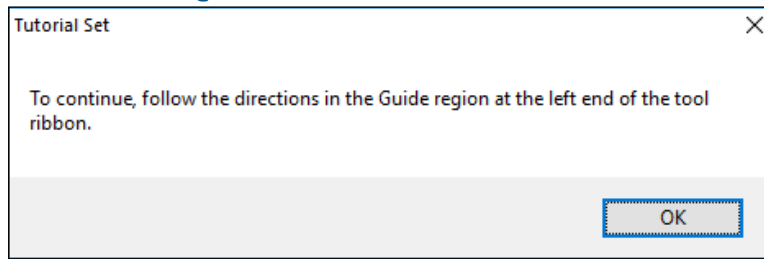 Tutorial Set
To continue, follow the directions in the Guide region at the left end of the tool
ribbon.
OK